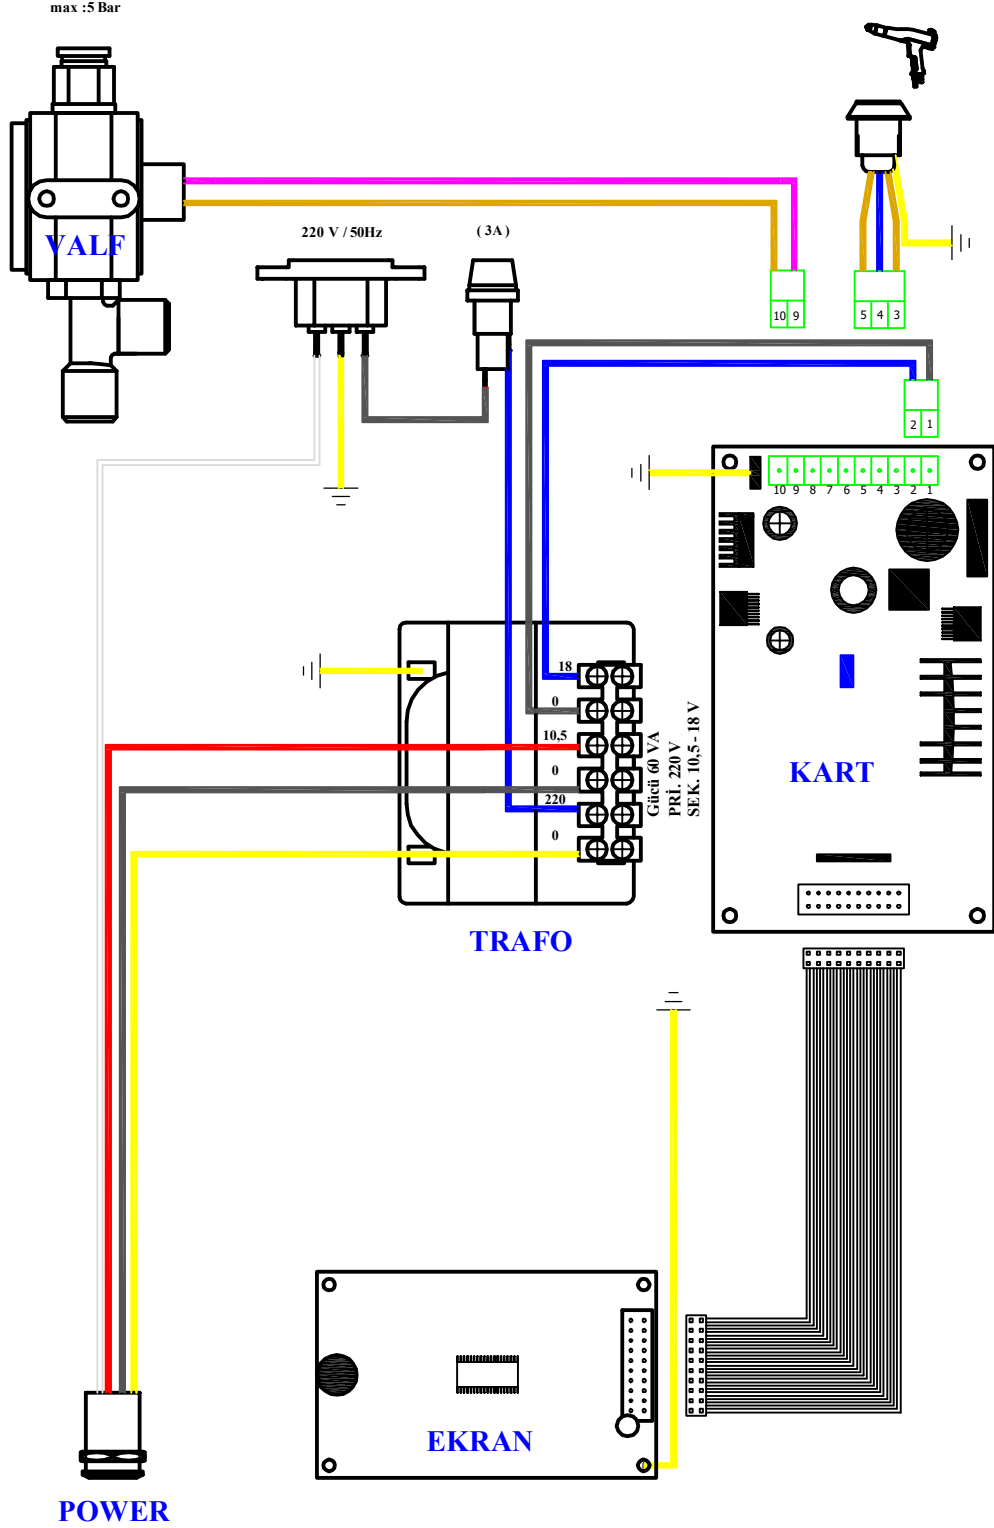 max :5 Bar
VALF
220 V / 50Hz
( 3A )
10 9
5 4 3
2 1
10 9 8 7 6 5 4 3 2 1
18
0
10,5
0
220
0
Gücü 60 VA
PRİ. 220 V
SEK. 10,5 - 18 V
KART
TRAFO
EKRAN
POWER